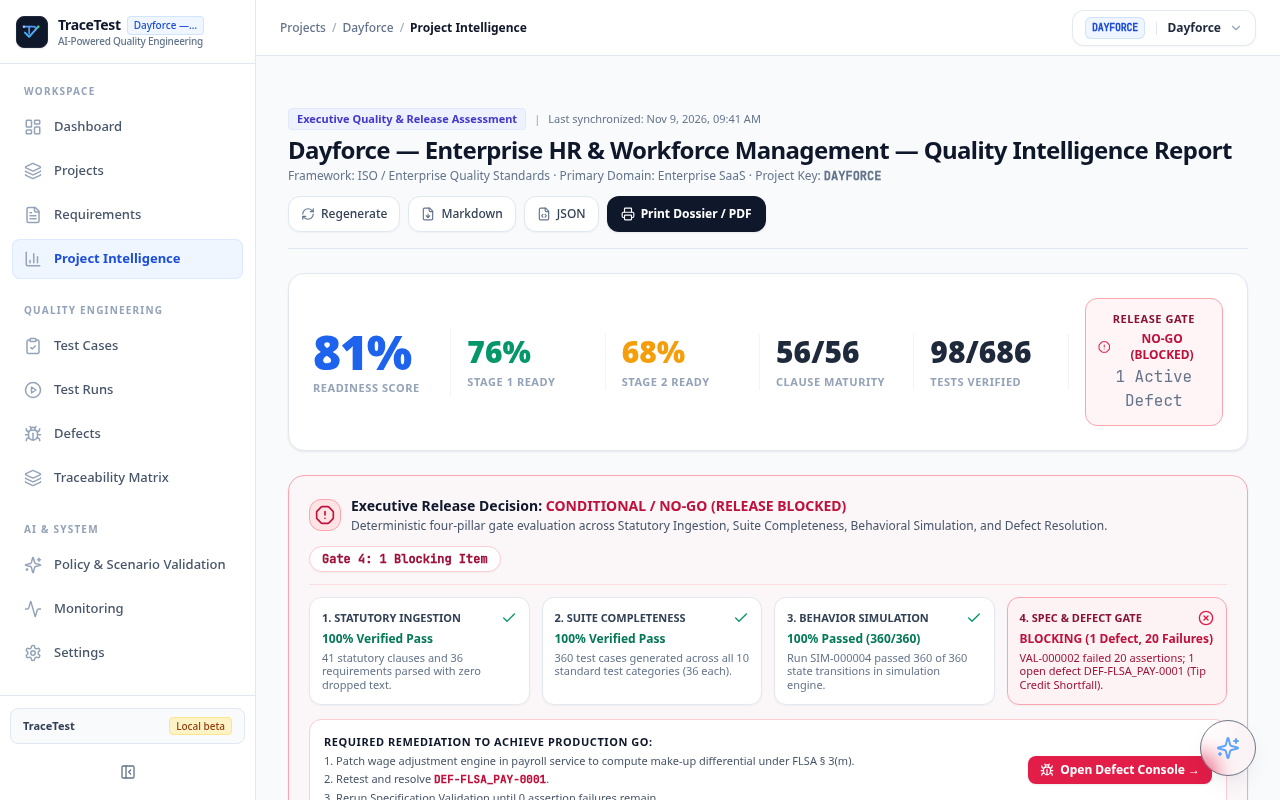 TraceTest
Dayforce —...
AI-Powered Quality Engineering
WORKSPACE
Dashboard
Projects
Requirements
Project Intelligence
QUALITY ENGINEERING
Test Cases
Test Runs
Defects
Traceability Matrix
AI & SYSTEM
Policy & Scenario Validation
Monitoring
Settings
TraceTest
Local beta
Projects / Dayforce / Project Intelligence
DAYFORCE
Dayforce
Executive Quality & Release Assessment | Last synchronized: Nov 9, 2026, 09:41 AM
Dayforce — Enterprise HR & Workforce Management — Quality Intelligence Report
Framework: ISO / Enterprise Quality Standards · Primary Domain: Enterprise SaaS · Project Key: DAYFORCE
Regenerate
Markdown
JSON
Print Dossier / PDF
81%
READINESS SCORE
76%
STAGE 1 READY
68%
STAGE 2 READY
56/56
CLAUSE MATURITY
98/686
TESTS VERIFIED
RELEASE GATE
NO-GO
(BLOCKED)
1 Active
Defect
Executive Release Decision: CONDITIONAL / NO-GO (RELEASE BLOCKED)
Deterministic four-pillar gate evaluation across Statutory Ingestion, Suite Completeness, Behavioral Simulation, and Defect Resolution.
Gate 4: 1 Blocking Item
1. STATUTORY INGESTION
100% Verified Pass
41 statutory clauses and 36
requirements parsed with zero
dropped text.
2. SUITE COMPLETENESS
100% Verified Pass
360 test cases generated across all 10
standard test categories (36 each).
3. BEHAVIOR SIMULATION
100% Passed (360/360)
Run SIM-000004 passed 360 of 360
state transitions in simulation
engine.
4. SPEC & DEFECT GATE
BLOCKING (1 Defect, 20 Failures)
VAL-000002 failed 20 assertions; 1
open defect DEF-FLSA_PAY-0001 (Tip
Credit Shortfall).
REQUIRED REMEDIATION TO ACHIEVE PRODUCTION GO:
1. Patch wage adjustment engine in payroll service to compute make-up differential under FLSA § 3(m).
2. Retest and resolve DEF-FLSA_PAY-0001.
3. Rerun Specification Validation until 0 assertion failures remain.
Open Defect Console →